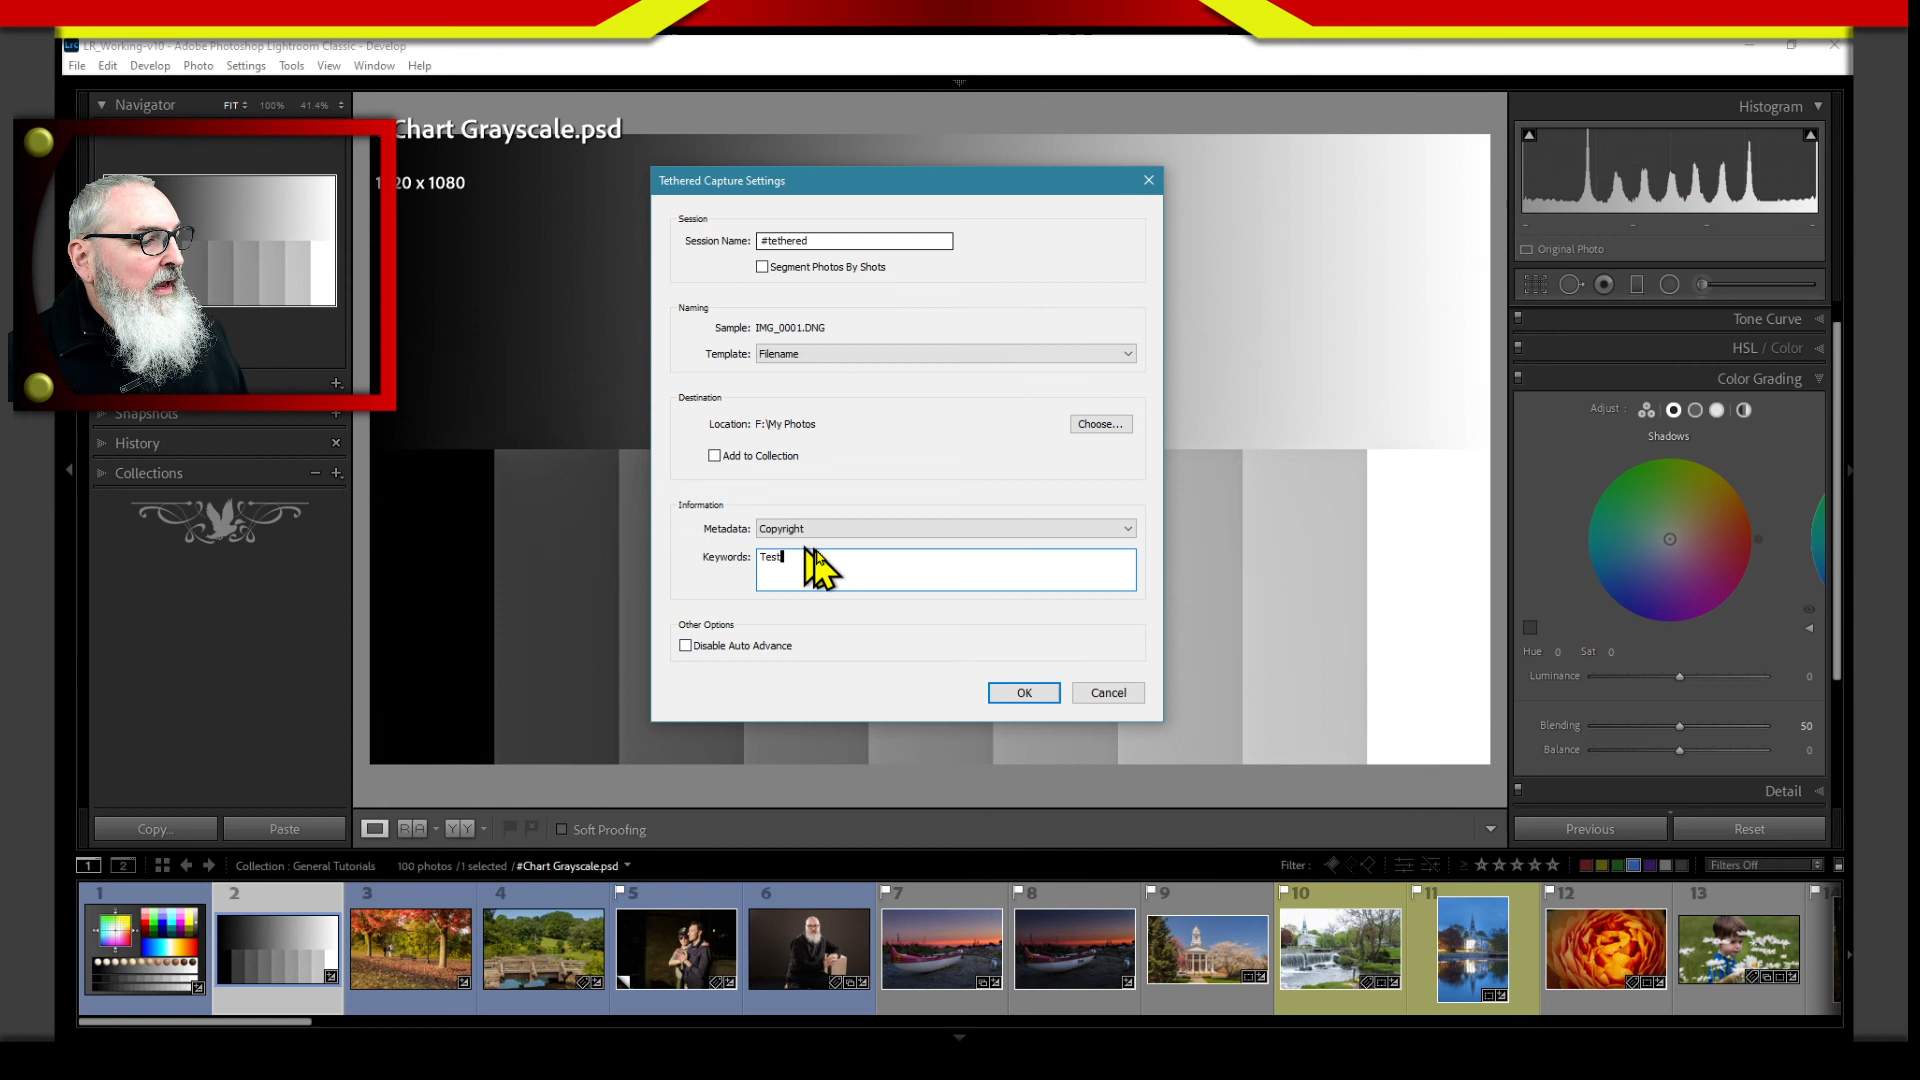 LR_Working-v10 - Adobe Photoshop Lightroom Classic - Develop
File Edit Develop Photo Settings Tools View Window Help
Navigator FIT 100% 41.4%
Histogram
Chart Grayscale.psd
20 x 1080
Original Photo
Tethered Capture Settings
Session
Session Name: #tethered
Segment Photos By Shots
Naming
Sample: IMG_0001.DNG
Template: Filename
Destination
Location: F:\My Photos
Choose...
Add to Collection
Information
Metadata: Copyright
Keywords: Test
Other Options
Disable Auto Advance
OK Cancel
Snapshots
History
Collections
Tone Curve
HSL / Color
Color Grading
Adjust :
Shadows
Hue 0 Sat 0
Luminance 0
Blending 50
Balance 0
Detail
Copy... Paste
R A Y Y Soft Proofing
Previous Reset
1 2 Collection : General Tutorials 100 photos / 1 selected / #Chart Grayscale.psd
Filter : Filters Off
1 2 3 4 5 6 7 8 9 10 11 12 13 14